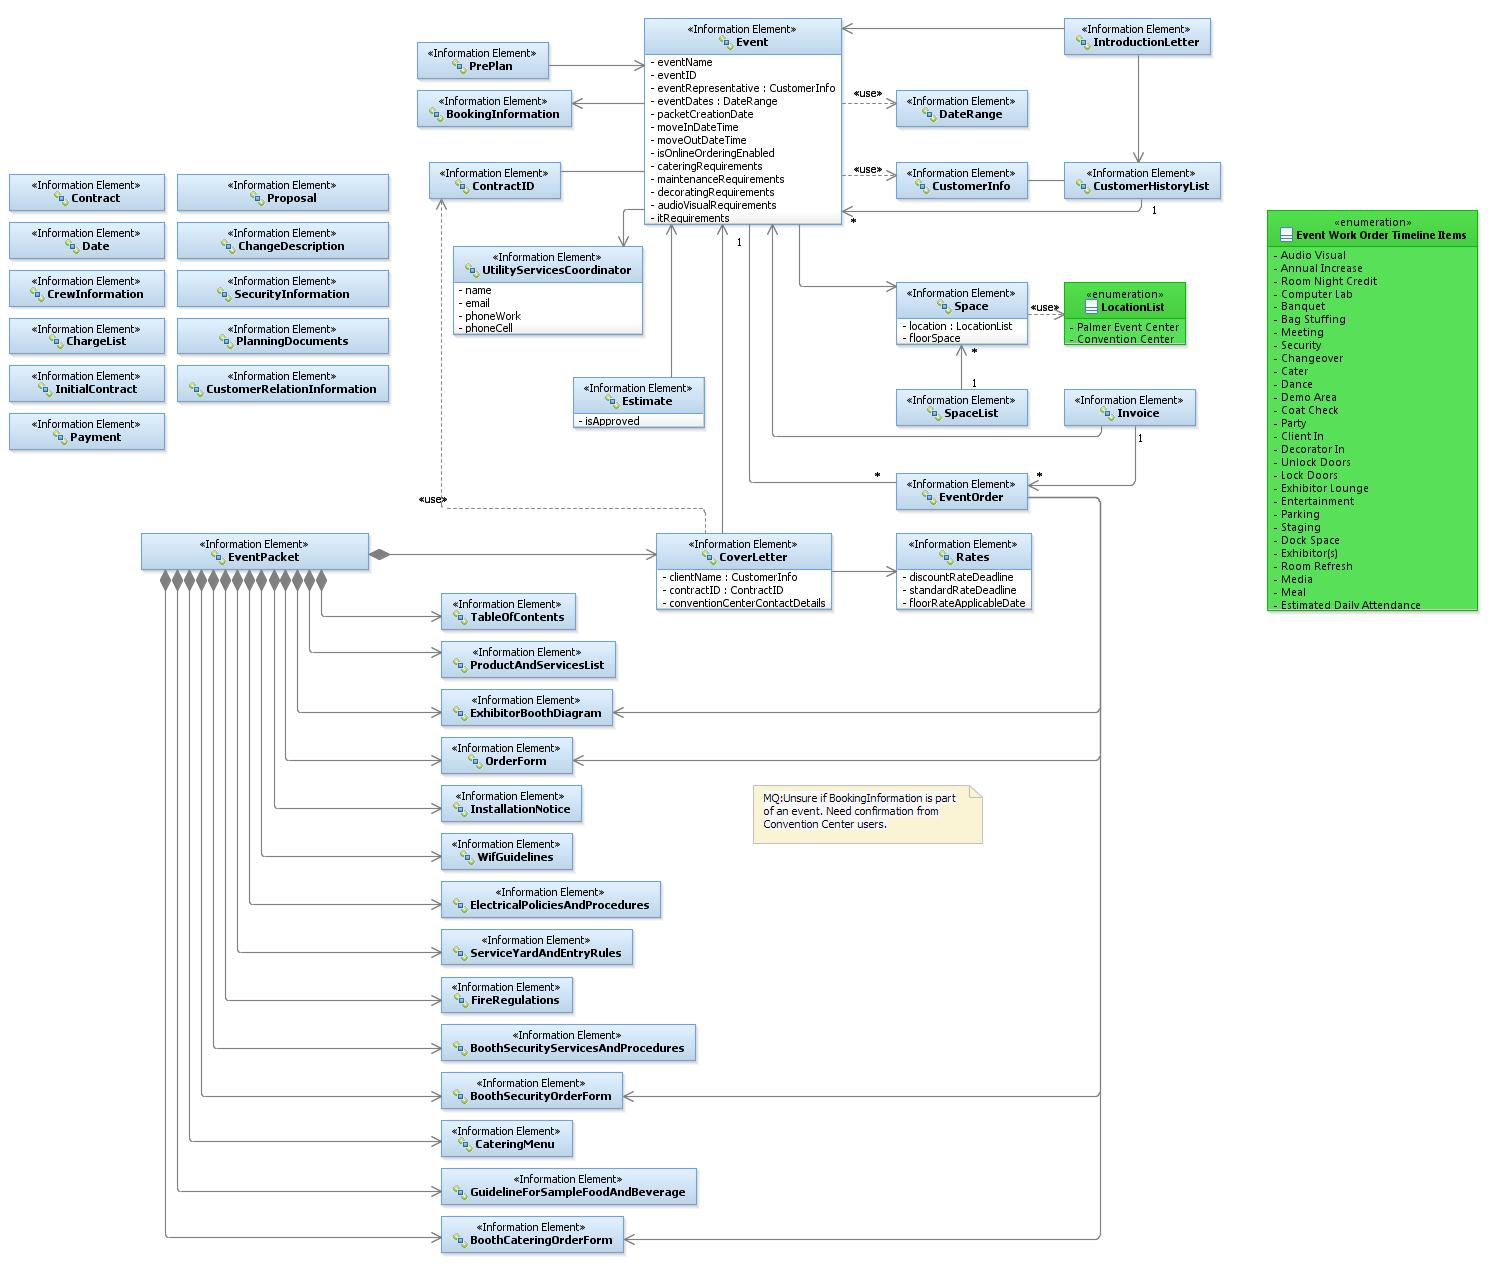 «Information Element»
Event
- eventName
- eventID
- eventRepresentative : CustomerInfo
- eventDates : DateRange
- packetCreationDate
- moveInDateTime
- moveOutDateTime
- isOnlineOrderingEnabled
- cateringRequirements
- maintenanceRequirements
- decoratingRequirements
- audioVisualRequirements
- itRequirements
«Information Element»
IntroductionLetter
«Information Element»
PrePlan
«Information Element»
BookingInformation
«use»
«Information Element»
DateRange
«Information Element»
ContractID
«use»
«Information Element»
CustomerInfo
«Information Element»
CustomerHistoryList
1
*
1
«Information Element»
Contract
«Information Element»
Proposal
«Information Element»
Date
«Information Element»
ChangeDescription
«Information Element»
CrewInformation
«Information Element»
SecurityInformation
«Information Element»
ChargeList
«Information Element»
PlanningDocuments
«Information Element»
InitialContract
«Information Element»
CustomerRelationInformation
«Information Element»
Payment
«Information Element»
UtilityServicesCoordinator
- name
- email
- phoneWork
- phoneCell
«Information Element»
Space
- location : LocationList
- floorSpace
«use»
«enumeration»
LocationList
- Palmer Event Center
- Convention Center
«enumeration»
Event Work Order Timeline Items
- Audio Visual
- Annual Increase
- Room Night Credit
- Computer Lab
- Banquet
- Bag Stuffing
- Meeting
- Security
- Changeover
- Cater
- Dance
- Demo Area
- Coat Check
- Party
- Client In
- Decorator In
- Unlock Doors
- Lock Doors
- Exhibitor Lounge
- Entertainment
- Parking
- Staging
- Dock Space
- Exhibitor(s)
- Room Refresh
- Media
- Meal
- Estimated Daily Attendance
*
1
«Information Element»
Estimate
- isApproved
«Information Element»
SpaceList
«Information Element»
Invoice
1
*
*
«Information Element»
EventOrder
«use»
«Information Element»
EventPacket
«Information Element»
CoverLetter
- clientName : CustomerInfo
- contractID : ContractID
- conventionCenterContactDetails
«Information Element»
Rates
- discountRateDeadline
- standardRateDeadline
- floorRateApplicableDate
«Information Element»
TableOfContents
«Information Element»
ProductAndServicesList
«Information Element»
ExhibitorBoothDiagram
«Information Element»
OrderForm
«Information Element»
InstallationNotice
MQ:Unsure if BookingInformation is part
of an event. Need confirmation from
Convention Center users.
«Information Element»
WifGuidelines
«Information Element»
ElectricalPoliciesAndProcedures
«Information Element»
ServiceYardAndEntryRules
«Information Element»
FireRegulations
«Information Element»
BoothSecurityServicesAndProcedures
«Information Element»
BoothSecurityOrderForm
«Information Element»
CateringMenu
«Information Element»
GuidelineForSampleFoodAndBeverage
«Information Element»
BoothCateringOrderForm